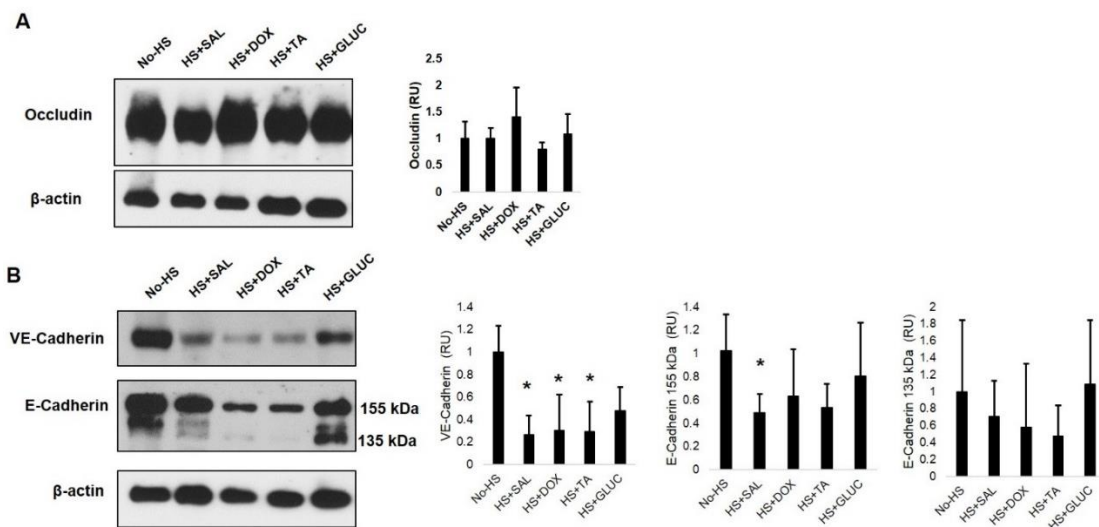 A
No-HS
HS+SAL
HS+DOX
HS+TA
HS+GLUC
Occludin
β-actin
Occludin (RU)
2.5
2
1.5
1
0.5
0
No-HS
HS+SAL
HS+DOX
HS+TA
HS+GLUC
B
No-HS
HS+SAL
HS+DOX
HS+TA
HS+GLUC
VE-Cadherin
E-Cadherin
155 kDa
135 kDa
β-actin
VE-Cadherin (RU)
1.4
1.2
1
0.8
0.6
0.4
0.2
0
* * *
No-HS
HS+SAL
HS+DOX
HS+TA
HS+GLUC
E-Cadherin 155 kDa (RU)
1.4
1.2
1
0.8
0.6
0.4
0.2
0
*
No-HS
HS+SAL
HS+DOX
HS+TA
HS+GLUC
E-Cadherin 135 kDa (RU)
2
1.8
1.6
1.4
1.2
1
0.8
0.6
0.4
0.2
0
No-HS
HS+SAL
HS+DOX
HS+TA
HS+GLUC